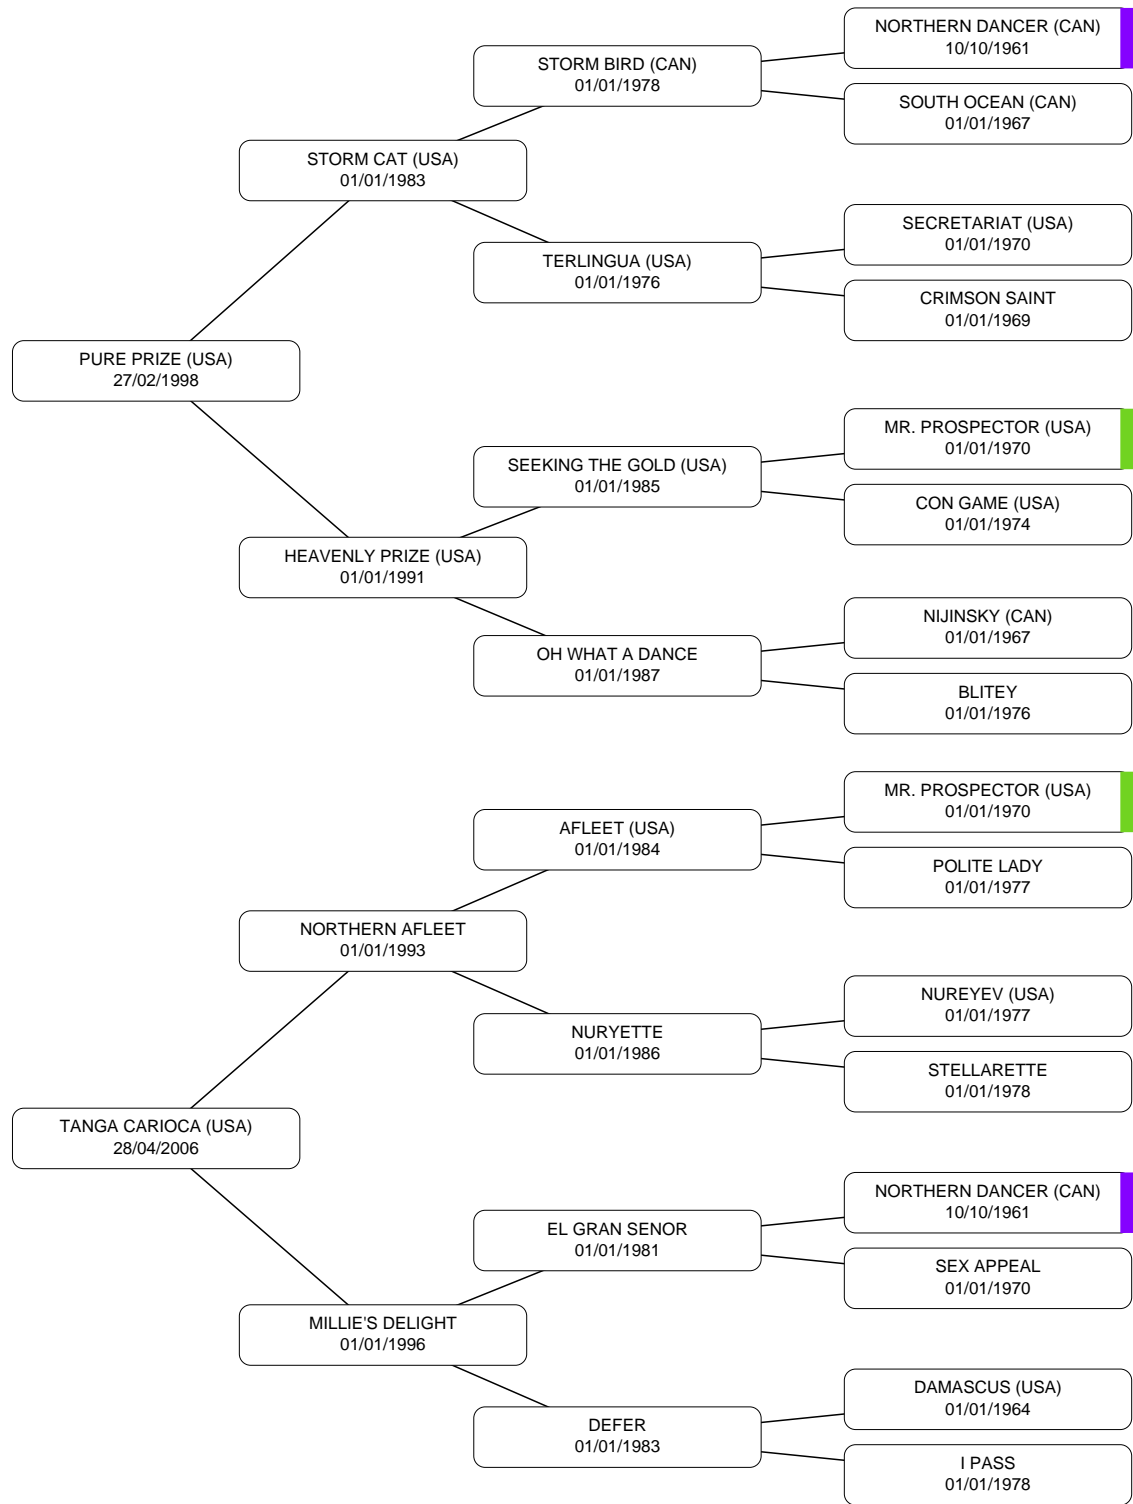 NORTHERN DANCER (CAN)
10/10/1961
STORM BIRD (CAN)
01/01/1978
SOUTH OCEAN (CAN)
01/01/1967
STORM CAT (USA)
01/01/1983
SECRETARIAT (USA)
01/01/1970
TERLINGUA (USA)
01/01/1976
CRIMSON SAINT
01/01/1969
PURE PRIZE (USA)
27/02/1998
MR. PROSPECTOR (USA)
01/01/1970
SEEKING THE GOLD (USA)
01/01/1985
CON GAME (USA)
01/01/1974
HEAVENLY PRIZE (USA)
01/01/1991
NIJINSKY (CAN)
01/01/1967
OH WHAT A DANCE
01/01/1987
BLITEY
01/01/1976
MR. PROSPECTOR (USA)
01/01/1970
AFLEET (USA)
01/01/1984
POLITE LADY
01/01/1977
NORTHERN AFLEET
01/01/1993
NUREYEV (USA)
01/01/1977
NURYETTE
01/01/1986
STELLARETTE
01/01/1978
TANGA CARIOCA (USA)
28/04/2006
NORTHERN DANCER (CAN)
10/10/1961
EL GRAN SENOR
01/01/1981
SEX APPEAL
01/01/1970
MILLIE'S DELIGHT
01/01/1996
DAMASCUS (USA)
01/01/1964
DEFER
01/01/1983
I PASS
01/01/1978